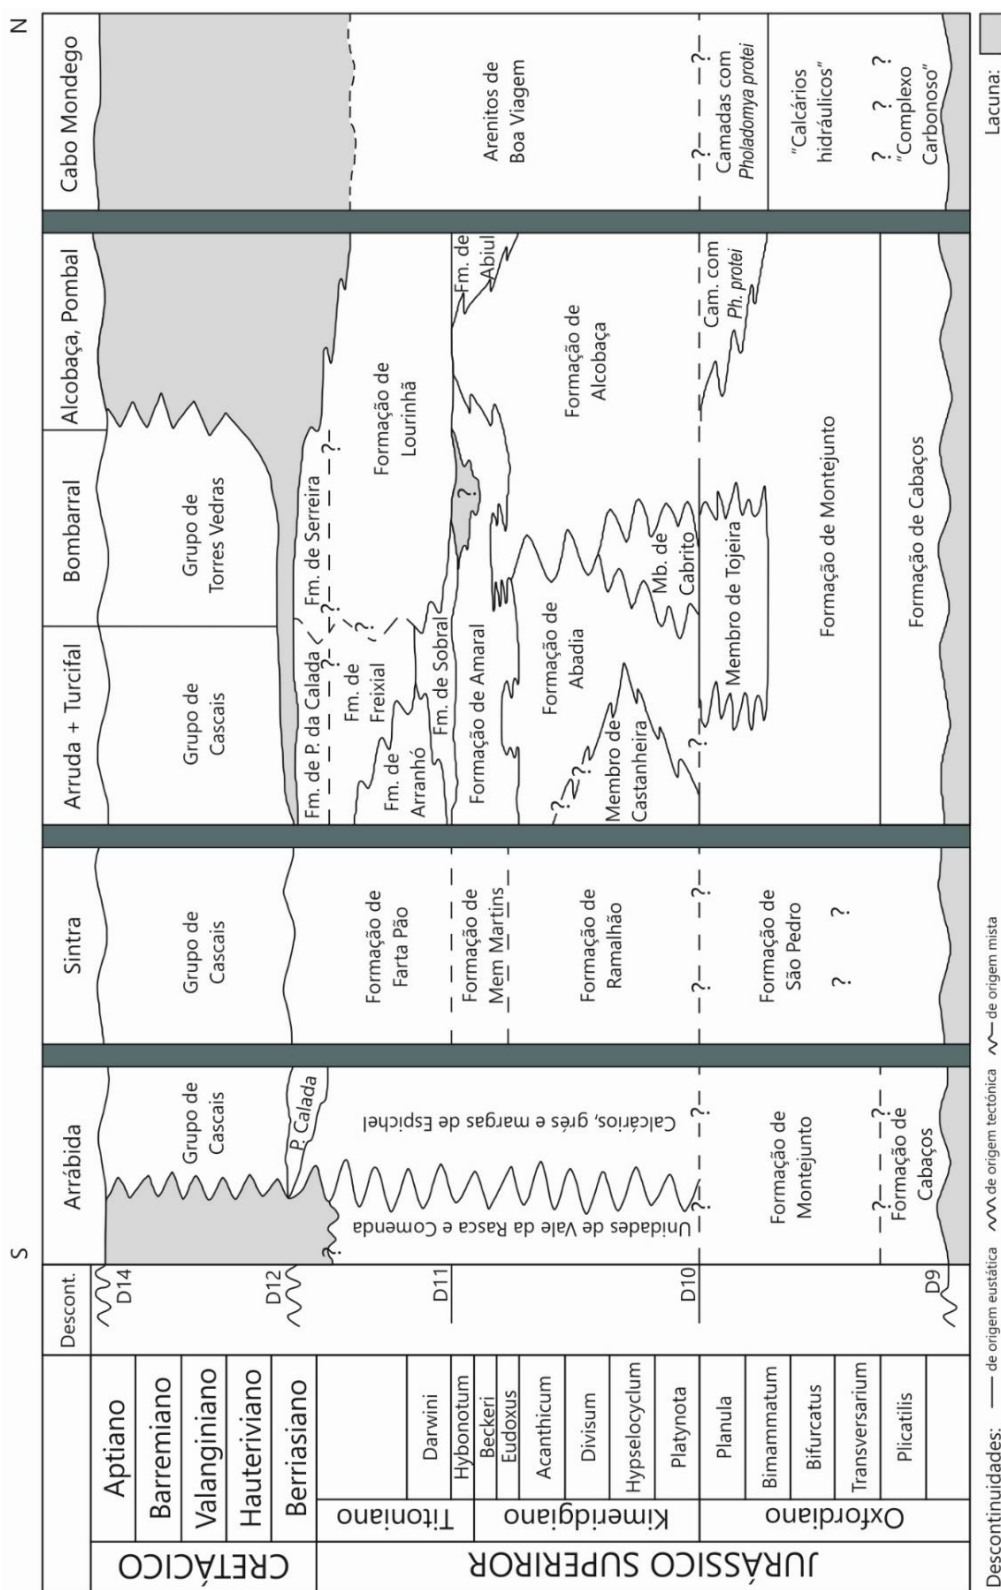 S
N
Descont.
Arrábida
Sintra
Arruda + Turcifal
Bombarral
Alcobaça, Pombal
Cabo Mondego
CRETÁCICO
Aptiano
Barremiano
Valanginiano
Hauteriviano
Berriasiano
JURÁSSICO SUPERIROR
Titoniano
Darwini
Hybonotum
Kimeridgiano
Beckeri
Eudoxus
Acanthicum
Divisum
Hypselocyclum
Platynota
Oxfordiano
Planula
Bimammatum
Bifurcatus
Transversarium
Plicatilis
D14
D12
D11
D10
D9
Grupo de
Cascais
P. Calada
?
Unidades de Vale da Rasca e Comenda
Calcários, grés e margas de Espichel
? ?
Formação de
Montejunto
? ?
Formação de
Cabaços
Grupo de
Cascais
Formação de
Farta Pão
Formação de
Mem Martins
Formação de
Ramalhão
? ?
Formação de
São Pedro
? ?
Grupo de
Cascais
Fm. de P. da Calada
?
Fm. de
Freixial
?
Fm. de
Arranhó
Fm. de Sobral
Formação de Amaral
Formação de
Abadia
? ?
Membro de
Castanheira
?
Mb. de
Cabrito
Membro de Tojeira
Grupo de
Torres Vedras
Fm. de Serreira
?
?
Formação de
Lourinhã
?
Fm. de
Abiul
Formação de
Alcobaça
Cam. com
Ph. protei
Formação de Montejunto
Formação de Cabaços
Arenitos de
Boa Viagem
? ?
Camadas com
Pholadomya protei
"Calcários
hidráulicos"
? ? ?
"Complexo
Carbonoso"
Descontinuidades: de origem eustática de origem tectónica de origem mista
Lacuna: